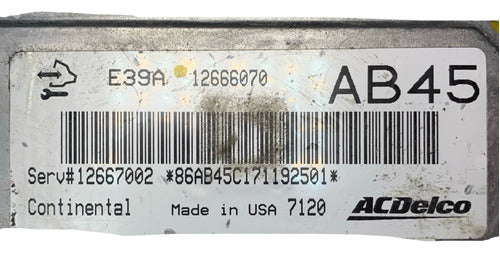 E39A 12666070 AB45
Serv#12667002 *86AB45C171192501*
Continental Made in USA 7120 ACDelco